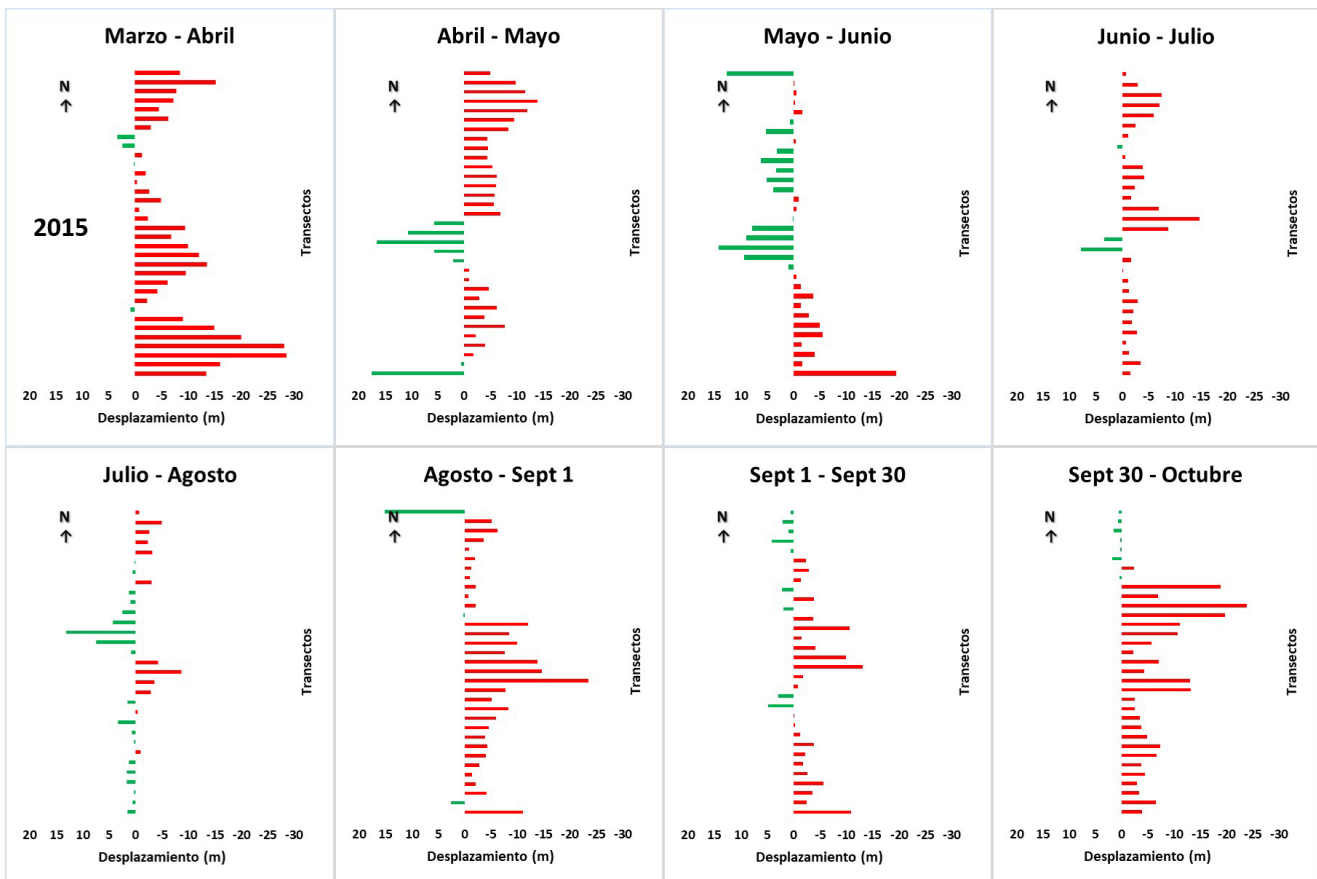 Marzo - Abril
N
↑
2015
Transectos
20 15 10 5 0 -5 -10 -15 -20 -25 -30
Desplazamiento (m)
Abril - Mayo
N
↑
Transectos
20 15 10 5 0 -5 -10 -15 -20 -25 -30
Desplazamiento (m)
Mayo - Junio
N
↑
Transectos
20 15 10 5 0 -5 -10 -15 -20 -25 -30
Desplazamiento (m)
Junio - Julio
N
↑
Transectos
20 15 10 5 0 -5 -10 -15 -20 -25 -30
Desplazamiento (m)
Julio - Agosto
N
↑
Transectos
20 15 10 5 0 -5 -10 -15 -20 -25 -30
Desplazamiento (m)
Agosto - Sept 1
N
↑
Transectos
20 15 10 5 0 -5 -10 -15 -20 -25 -30
Desplazamiento (m)
Sept 1 - Sept 30
N
↑
Transectos
20 15 10 5 0 -5 -10 -15 -20 -25 -30
Desplazamiento (m)
Sept 30 - Octubre
N
↑
Transectos
20 15 10 5 0 -5 -10 -15 -20 -25 -30
Desplazamiento (m)